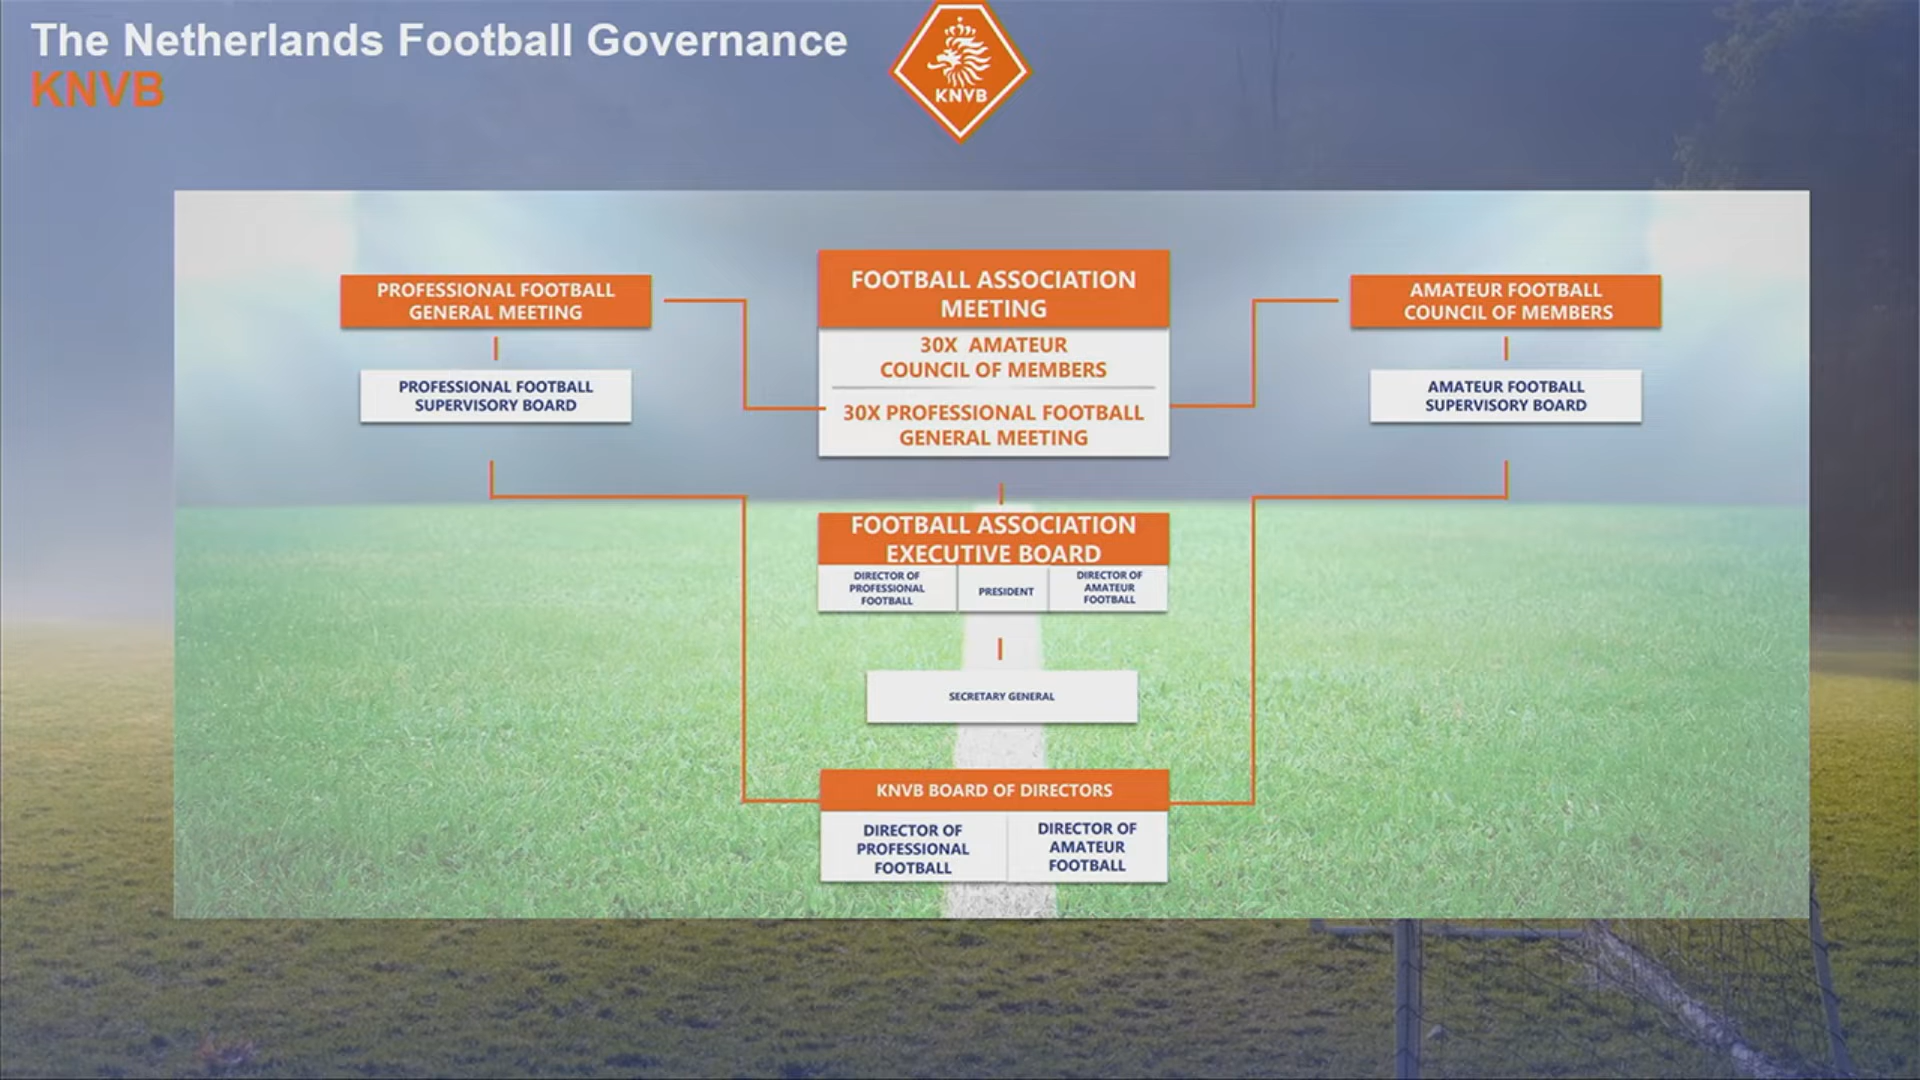 The Netherlands Football Governance
KNVB
KNVB
PROFESSIONAL FOOTBALL
GENERAL MEETING
PROFESSIONAL FOOTBALL
SUPERVISORY BOARD
FOOTBALL ASSOCIATION
MEETING
30X AMATEUR
COUNCIL OF MEMBERS
30X PROFESSIONAL FOOTBALL
GENERAL MEETING
AMATEUR FOOTBALL
COUNCIL OF MEMBERS
AMATEUR FOOTBALL
SUPERVISORY BOARD
FOOTBALL ASSOCIATION
EXECUTIVE BOARD
DIRECTOR OF
PROFESSIONAL
FOOTBALL
PRESIDENT
DIRECTOR OF
AMATEUR
FOOTBALL
SECRETARY GENERAL
KNVB BOARD OF DIRECTORS
DIRECTOR OF
PROFESSIONAL
FOOTBALL
DIRECTOR OF
AMATEUR
FOOTBALL